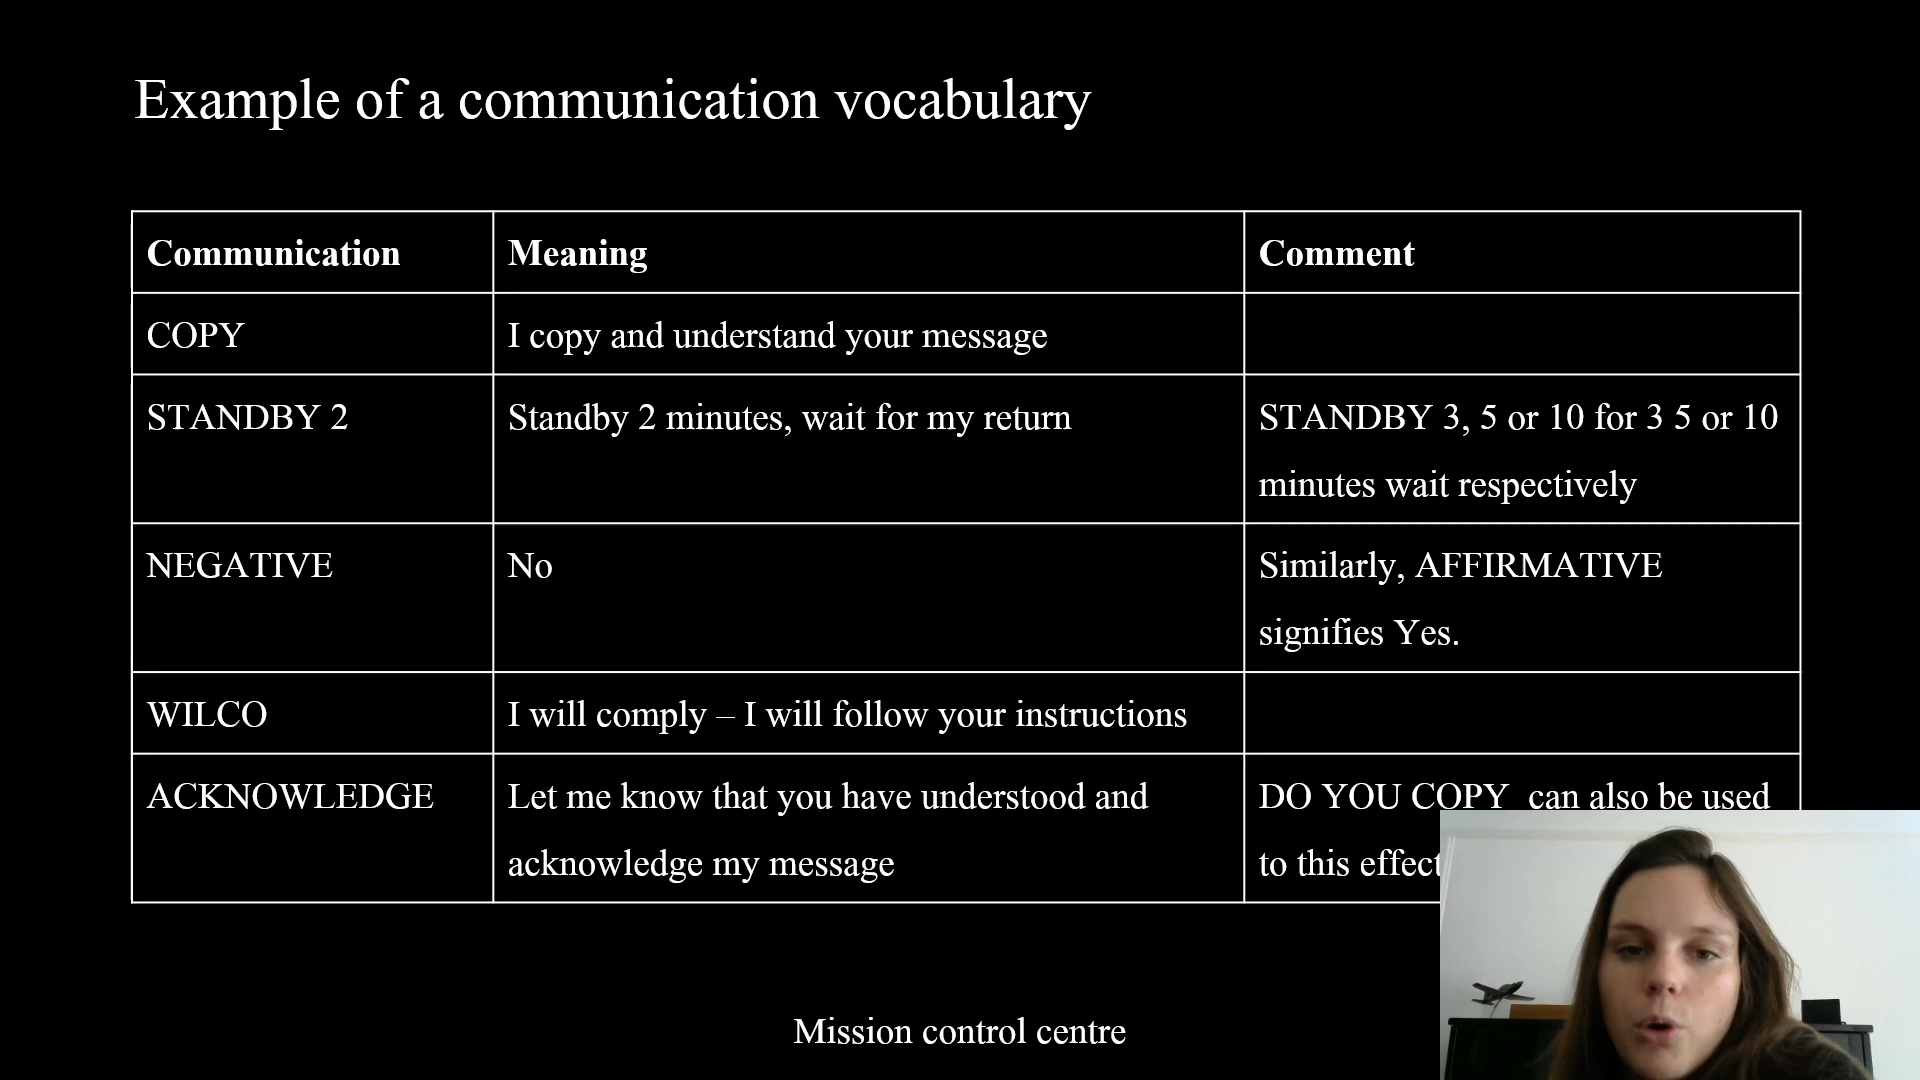 Example of a communication vocabulary
Communication Meaning Comment
COPY I copy and understand your message
STANDBY 2 Standby 2 minutes, wait for my return STANDBY 3, 5 or 10 for 3 5 or 10
minutes wait respectively
NEGATIVE No Similarly, AFFIRMATIVE
signifies Yes.
WILCO I will comply – I will follow your instructions
ACKNOWLEDGE Let me know that you have understood and DO YOU COPY can also be used
acknowledge my message to this effect
Mission control centre